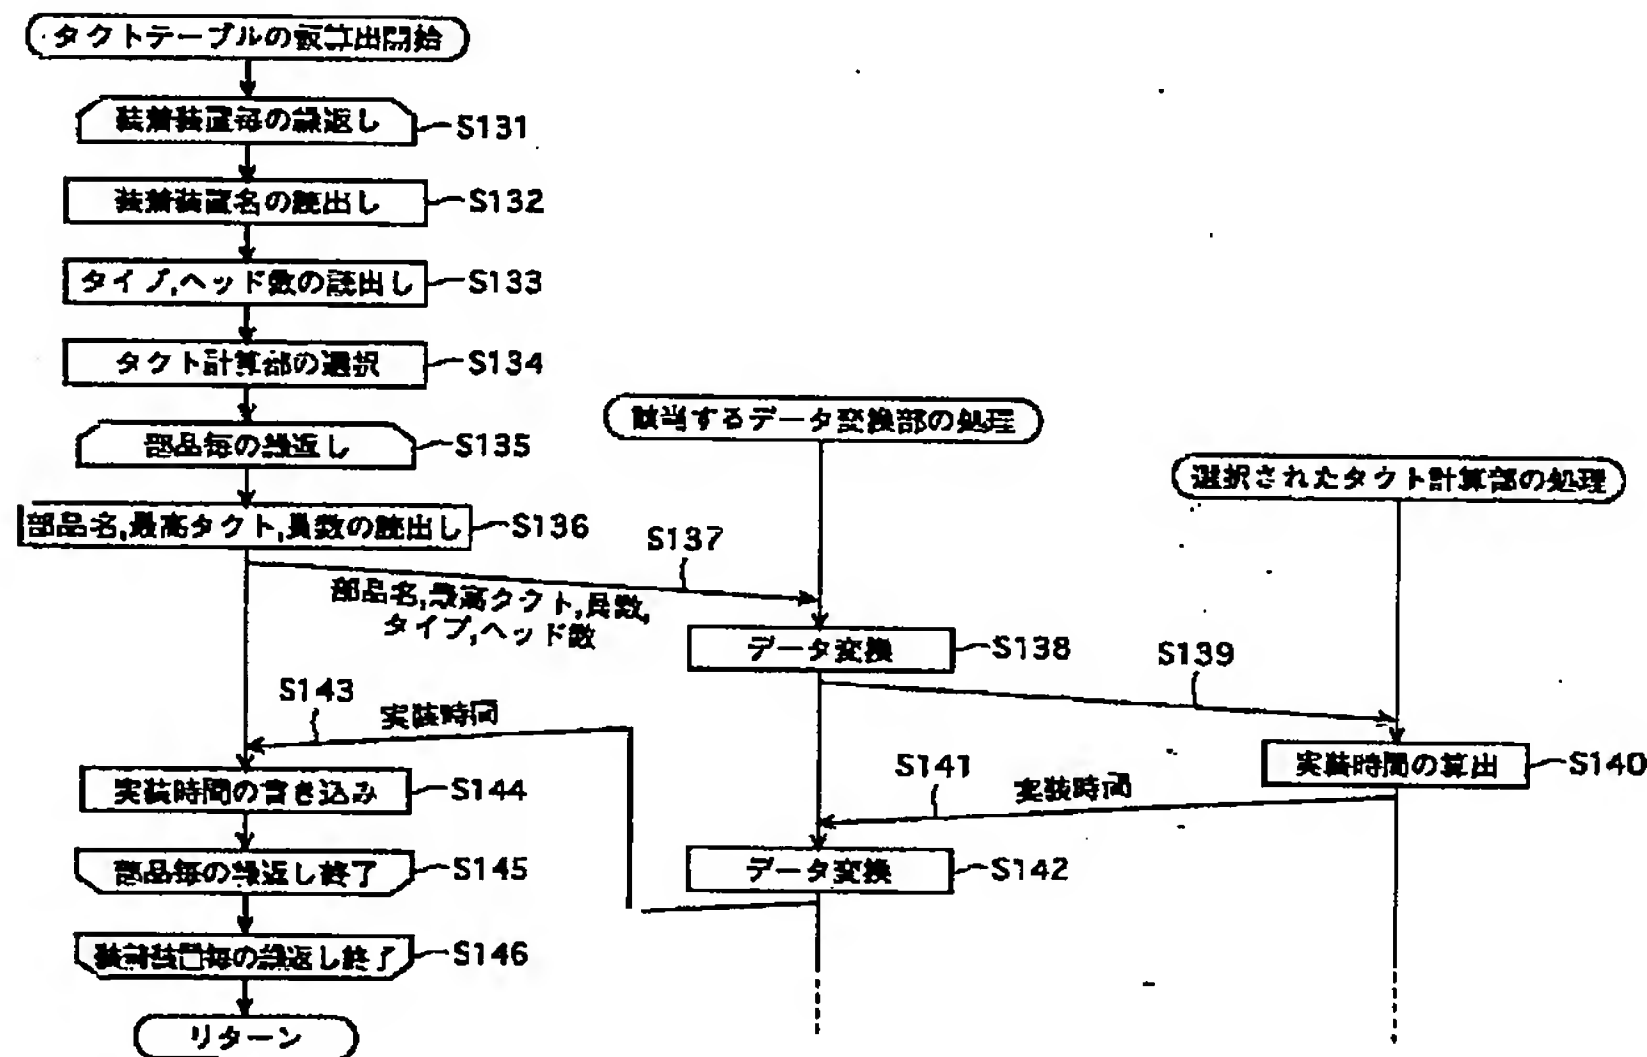 タクトテーブルの仮算出開始
装着装置毎の繰返し
S131
装着装置名の読出し
S132
タイプ,ヘッド数の読出し
S133
タクト計算部の選択
S134
部品毎の繰返し
S135
部品名,最高タクト,員数の読出し
S136
該当するデータ変換部の処理
選択されたタクト計算部の処理
S137
部品名,最高タクト,員数,
タイプ,ヘッド数
データ変換
S138
S139
実装時間の算出
S140
S141
実装時間
データ変換
S142
S143
実装時間
実装時間の書き込み
S144
部品毎の繰返し終了
S145
装着装置毎の繰返し終了
S146
リターン